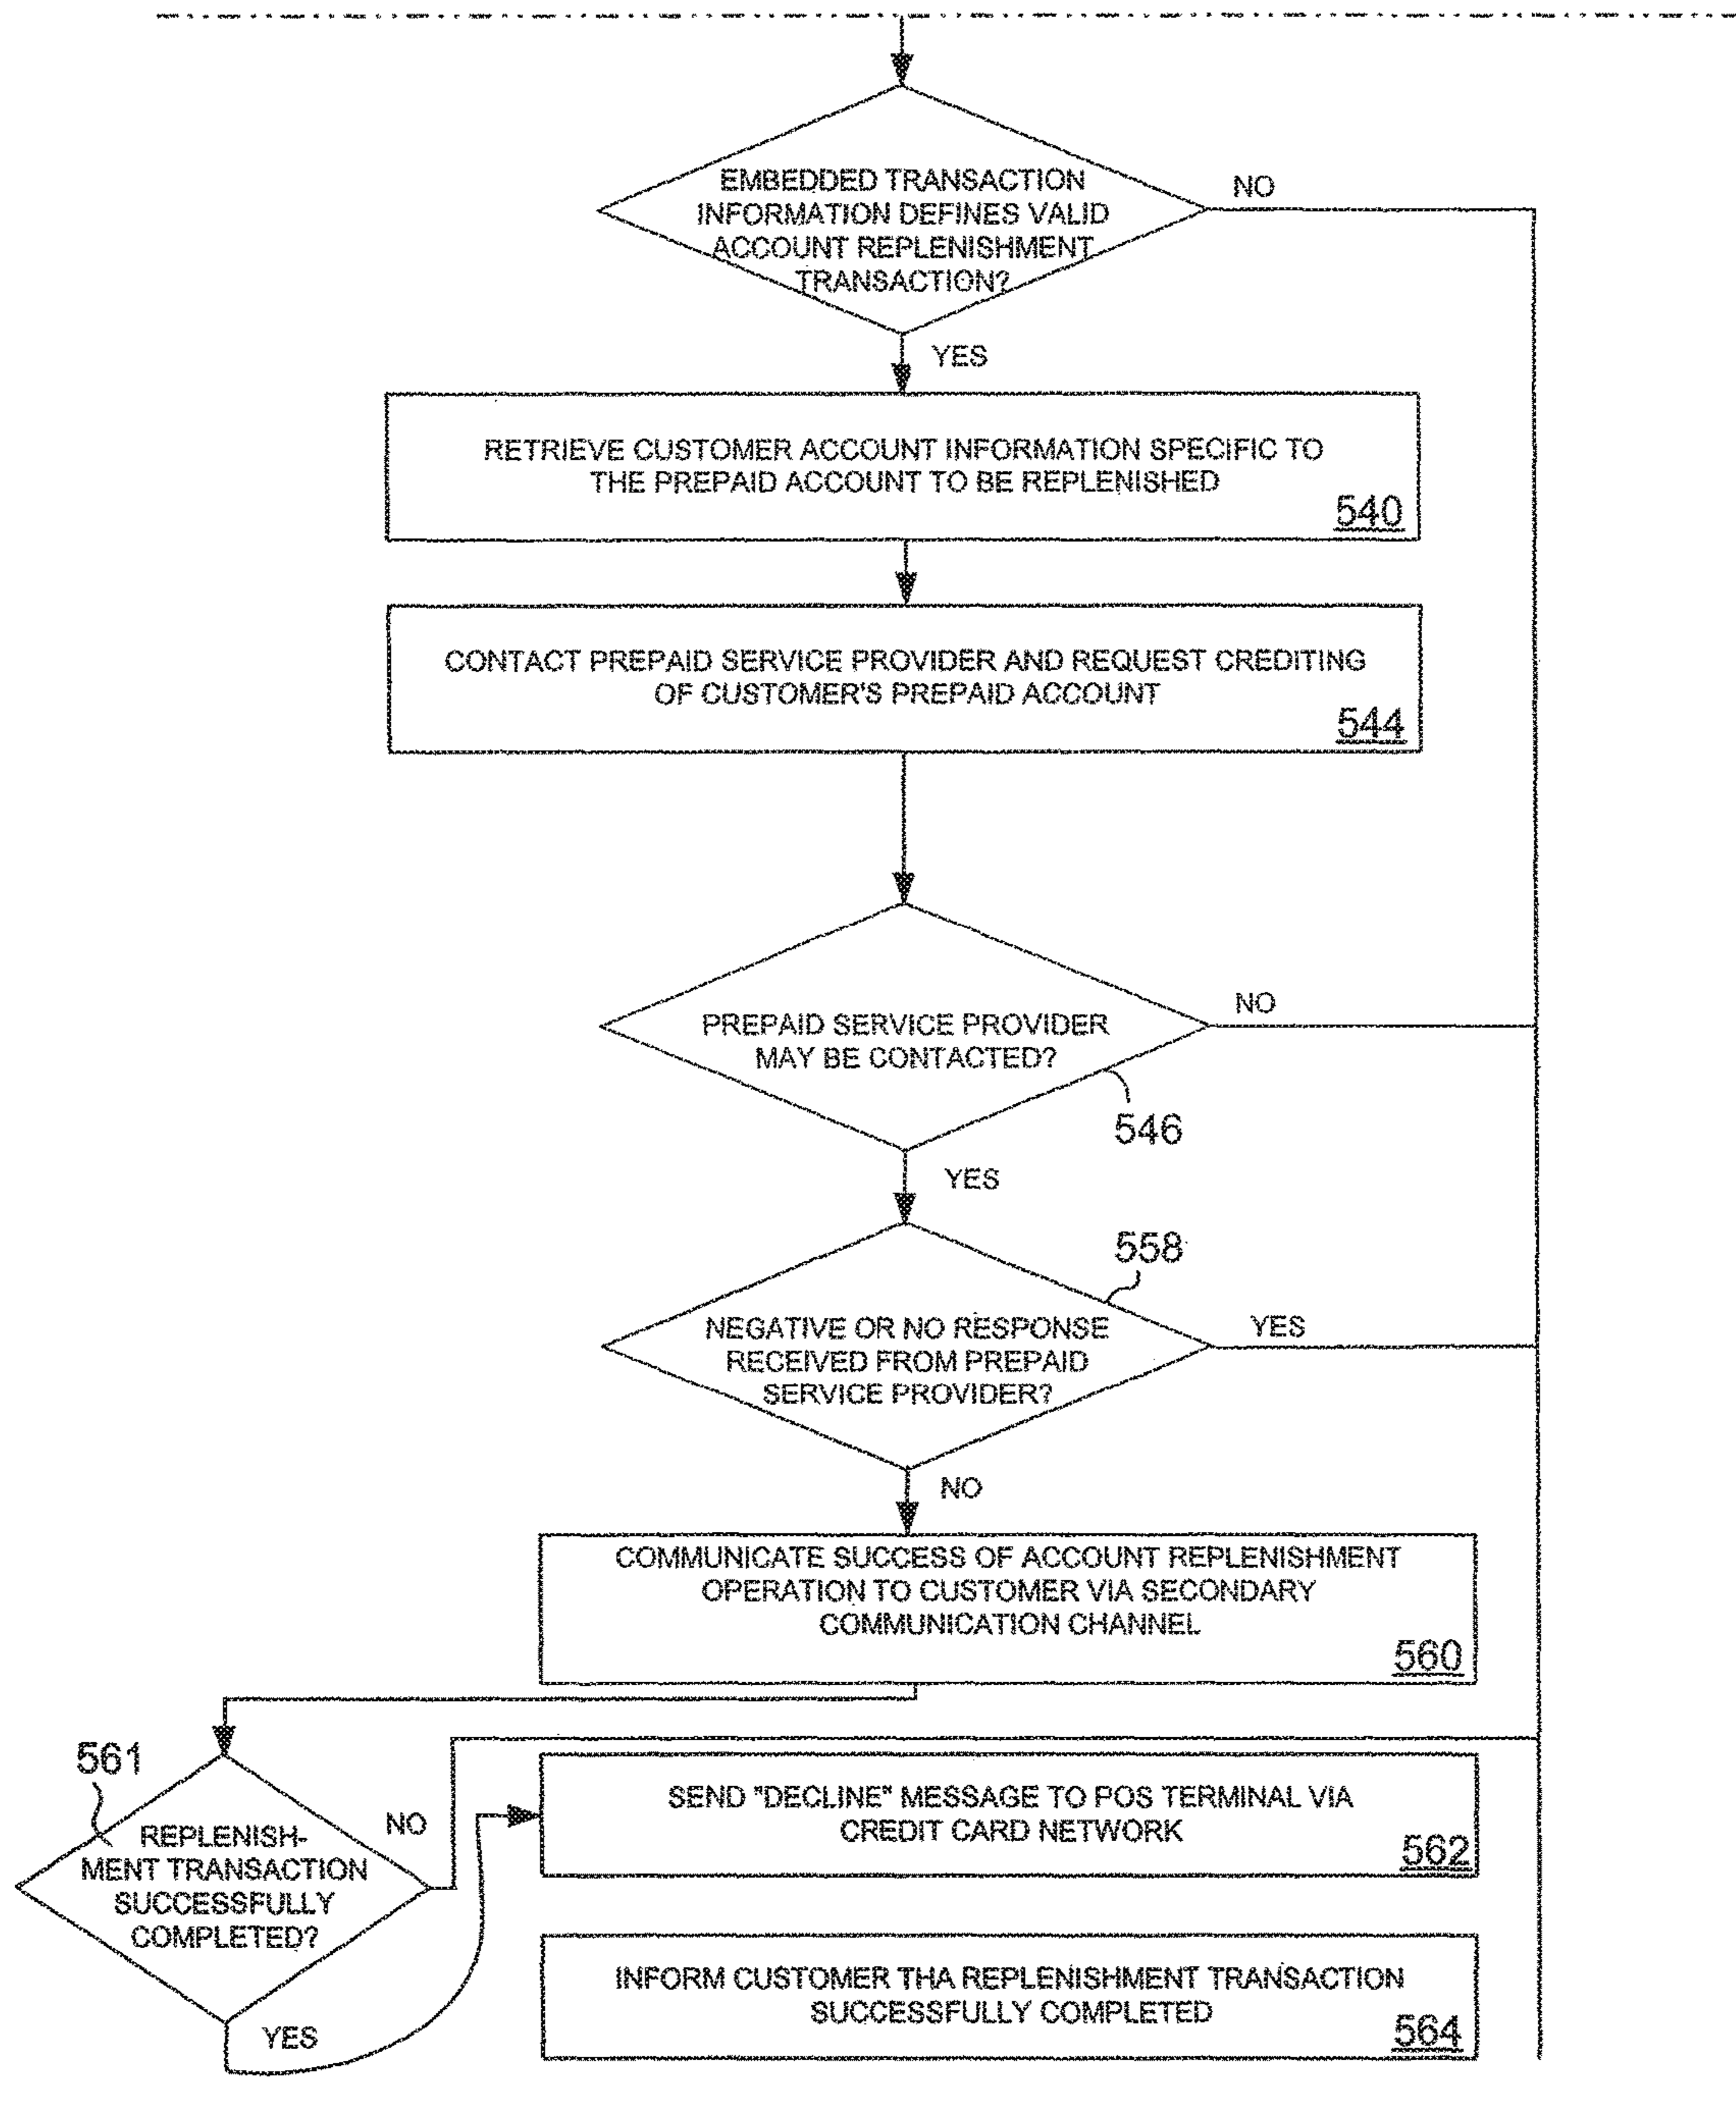 EMBEDDED TRANSACTION
INFORMATION DEFINES VALID
ACCOUNT REPLENISHMENT
TRANSACTION?
NO
YES
RETRIEVE CUSTOMER ACCOUNT INFORMATION SPECIFIC TO
THE PREPAID ACCOUNT TO BE REPLENISHED
540
CONTACT PREPAID SERVICE PROVIDER AND REQUEST CREDITING
OF CUSTOMER'S PREPAID ACCOUNT
544
PREPAID SERVICE PROVIDER
MAY BE CONTACTED?
NO
546
YES
558
NEGATIVE OR NO RESPONSE
RECEIVED FROM PREPAID
SERVICE PROVIDER?
YES
NO
COMMUNICATE SUCCESS OF ACCOUNT REPLENISHMENT
OPERATION TO CUSTOMER VIA SECONDARY
COMMUNICATION CHANNEL
560
561
REPLENISH-
MENT TRANSACTION
SUCCESSFULLY
COMPLETED?
NO
YES
SEND "DECLINE" MESSAGE TO POS TERMINAL VIA
CREDIT CARD NETWORK
562
INFORM CUSTOMER THA REPLENISHMENT TRANSACTION
SUCCESSFULLY COMPLETED
564